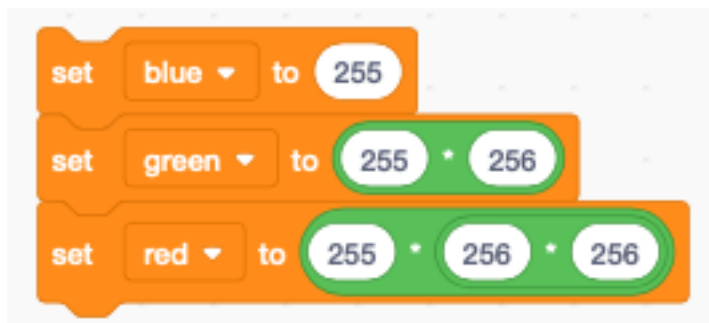 set blue to 255
set green to 255 * 256
set red to 255 * 256 * 256